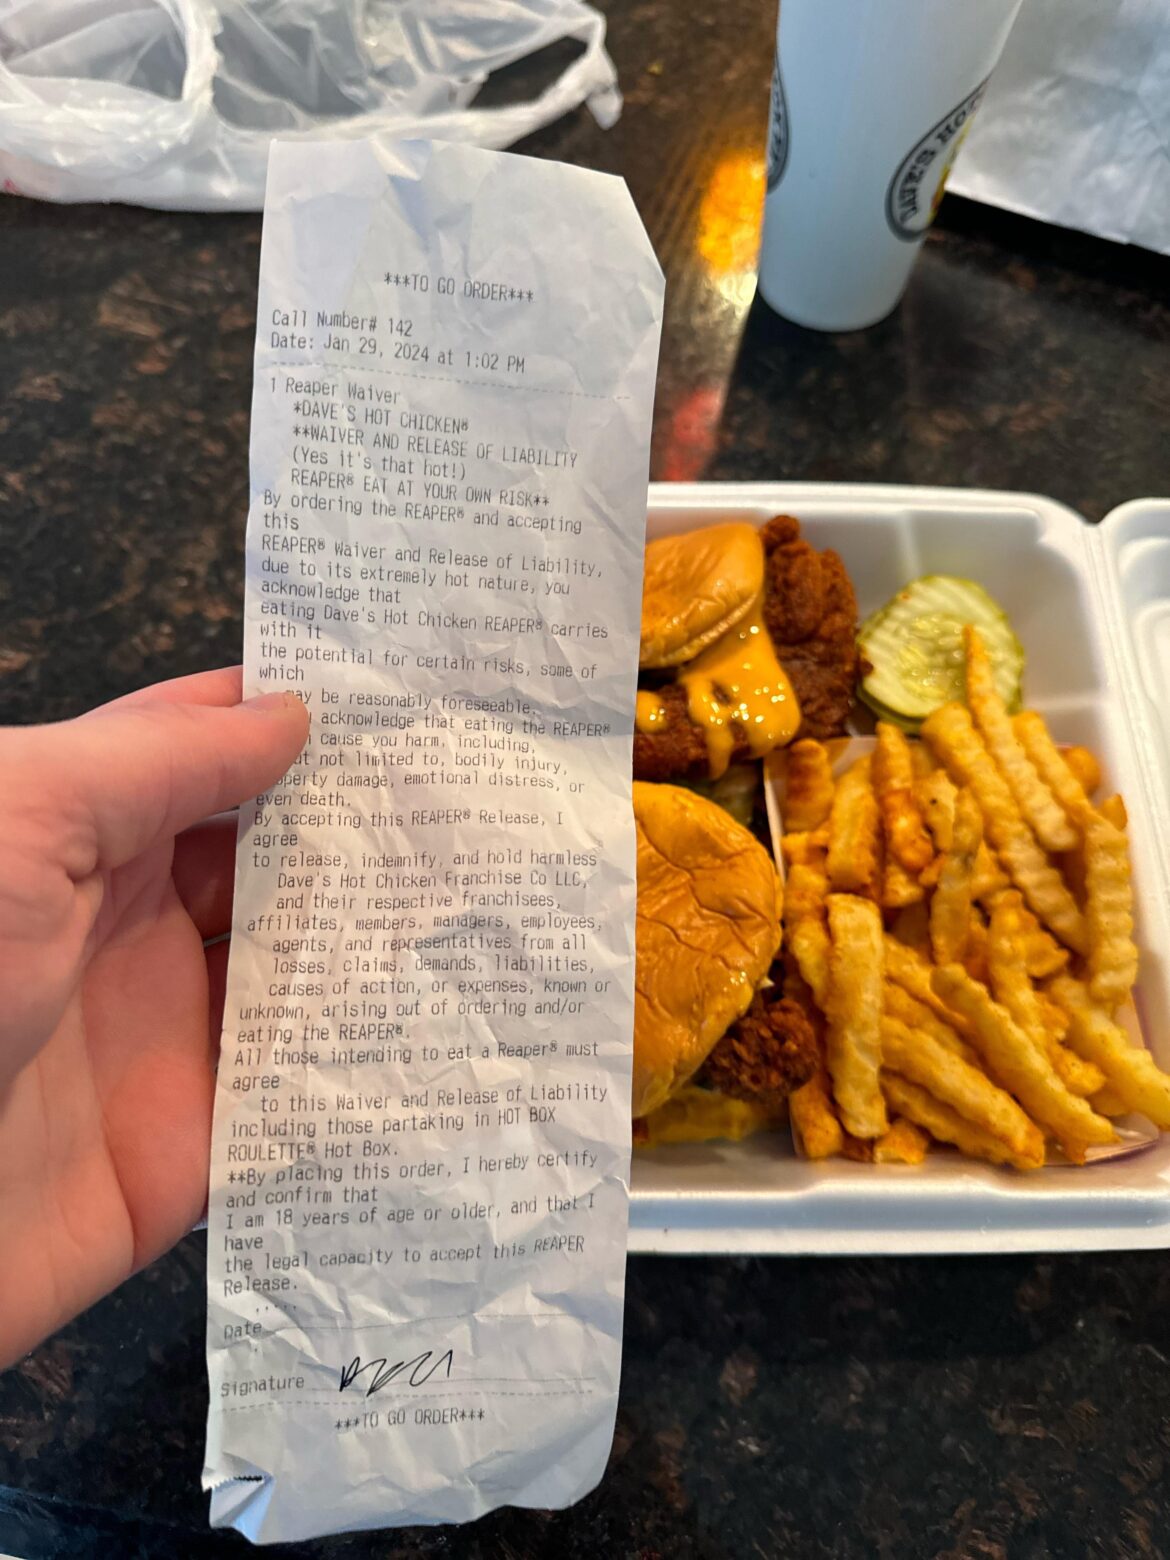 DAVE'S HO
***TO GO ORDER***
Call Number# 142
Date: Jan 29, 2024 at 1:02 PM
1 Reaper Waiver
*DAVE'S HOT CHICKEN®
**WAIVER AND RELEASE OF LIABILITY
(Yes it's that hot!)
REAPER® EAT AT YOUR OWN RISK**
By ordering the REAPER® and accepting
this
REAPER® Waiver and Release of Liability,
due to its extremely hot nature, you
acknowledge that
eating Dave's Hot Chicken REAPER® carries
with it
the potential for certain risks, some of
which
may be reasonably foreseeable.
acknowledge that eating the REAPER®
cause you harm, including,
not limited to, bodily injury,
property damage, emotional distress, or
even death.
By accepting this REAPER® Release, I
agree
to release, indemnify, and hold harmless
Dave's Hot Chicken Franchise Co LLC,
and their respective franchisees,
affiliates, members, managers, employees,
agents, and representatives from all
losses, claims, demands, liabilities,
causes of action, or expenses, known or
unknown, arising out of ordering and/or
eating the REAPER®.
All those intending to eat a Reaper® must
agree
to this Waiver and Release of Liability
including those partaking in HOT BOX
ROULETTE® Hot Box.
**By placing this order, I hereby certify
and confirm that
I am 18 years of age or older, and that I
have
the legal capacity to accept this REAPER
Release.
.....
Date
Signature
***TO GO ORDER***